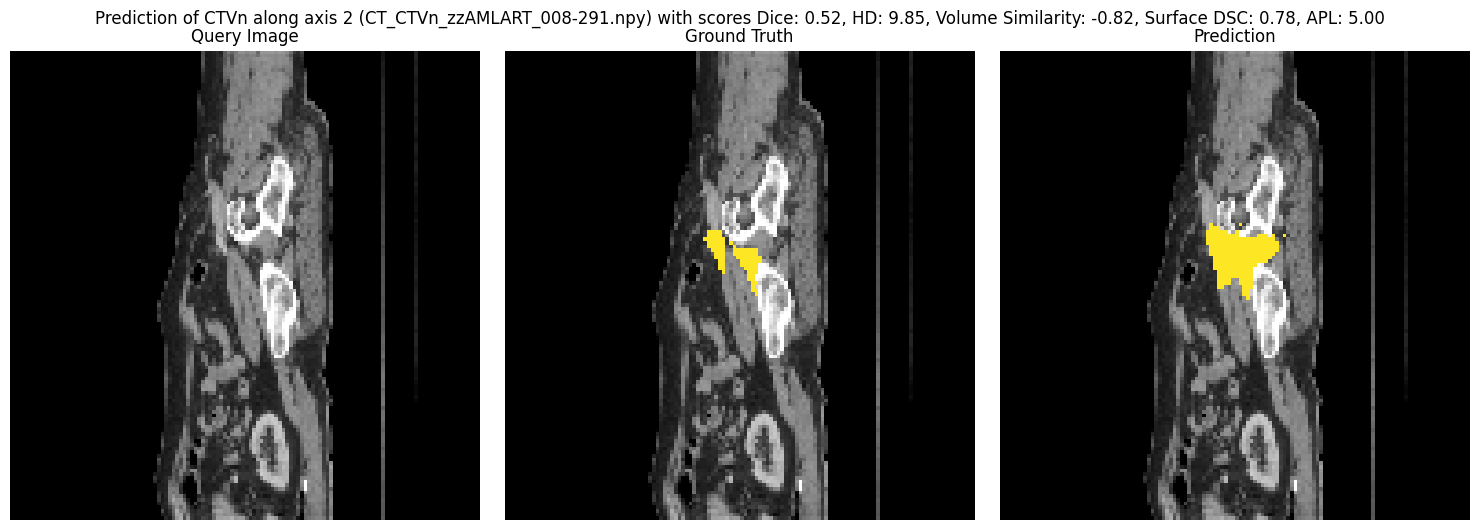 Prediction of CTVn along axis 2 (CT_CTVn_zzAMLART_008-291.npy) with scores Dice: 0.52, HD: 9.85, Volume Similarity: -0.82, Surface DSC: 0.78, APL: 5.00
Query Image
Ground Truth
Prediction